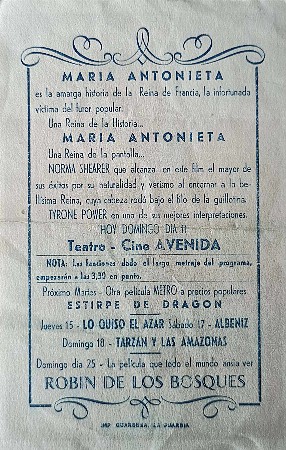 MARIA ANTONIETA
es la amarga historia de la Reina de Francia, la infortunada
víctima del furor popular.
Una Reina de la Historia...
MARIA ANTONIETA
Una Reina de la pantalla...
NORMA SHEARER que alcanza en este film el mayor de
sus éxitos por su naturalidad y verismo al encarnar a la be-
llísima Reina, cuya cabeza rodó bajo el filo de la guillotina.
TYRONE POWER en una de sus mejores interpretaciones.
HOY DOMINGO DIA 11
Teatro - Cine AVENIDA
NOTA: Las funciones dado el largo metraje del programa,
empezarán a las 3,30 en punto.
Próximo Martes - Otra película METRO a precios populares
ESTIRPE DE DRAGON
Jueves 15 - LO QUISO EL AZAR Sábado 17 - ALBENIZ
Domingo 18 - TARZAN Y LAS AMAZONAS
Domingo día 25 - La película que todo el mundo ansía ver
ROBIN DE LOS BOSQUES
IMP. GUARDESA, LA GUARDIA